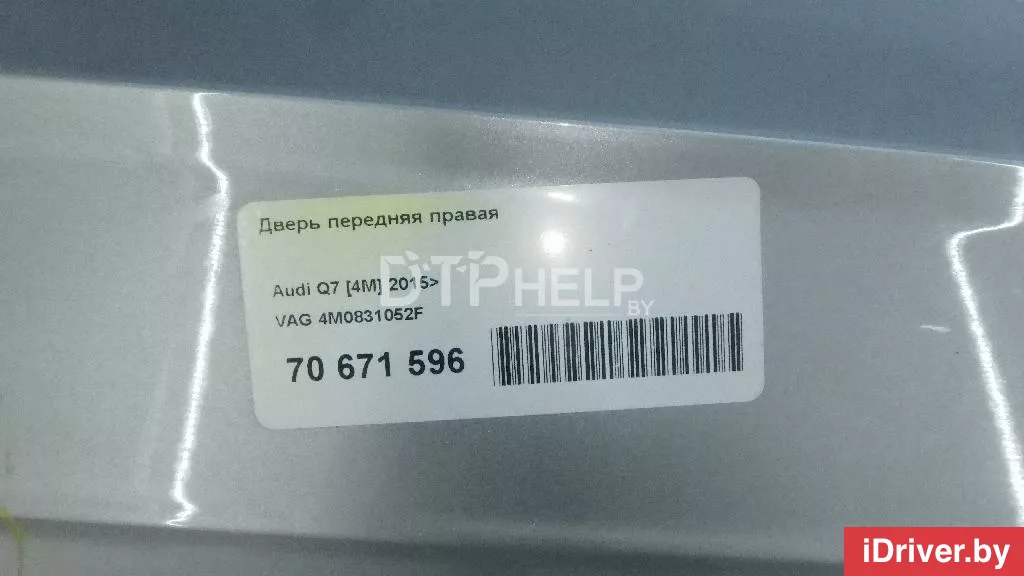 Дверь передняя правая
Audi Q7 [4M] 2015>
VAG 4M0831052F
70 671 596
DTPHELP
BY
iDriver.by